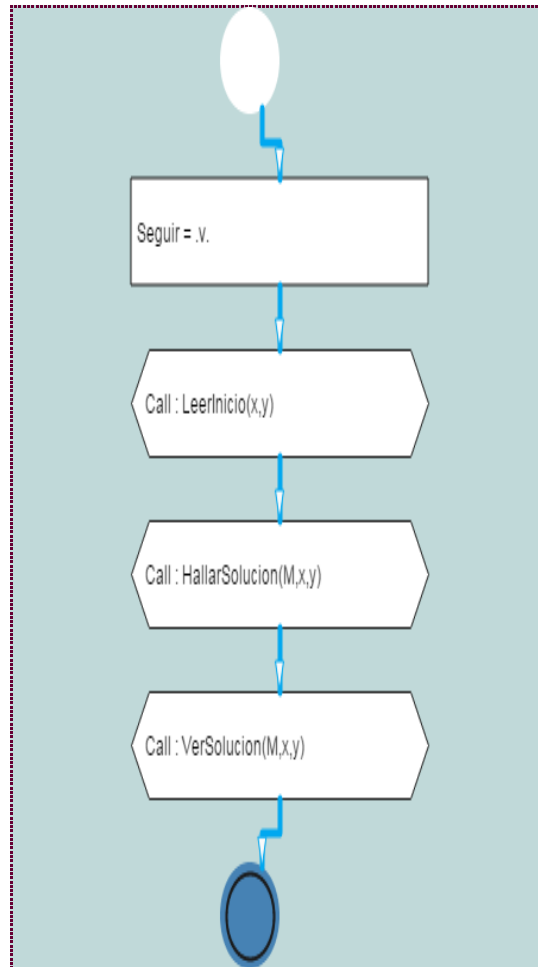 Seguir = .v.
Call : LeerInicio(x,y)
Call : HallarSolucion(M,x,y)
Call : VerSolucion(M,x,y)